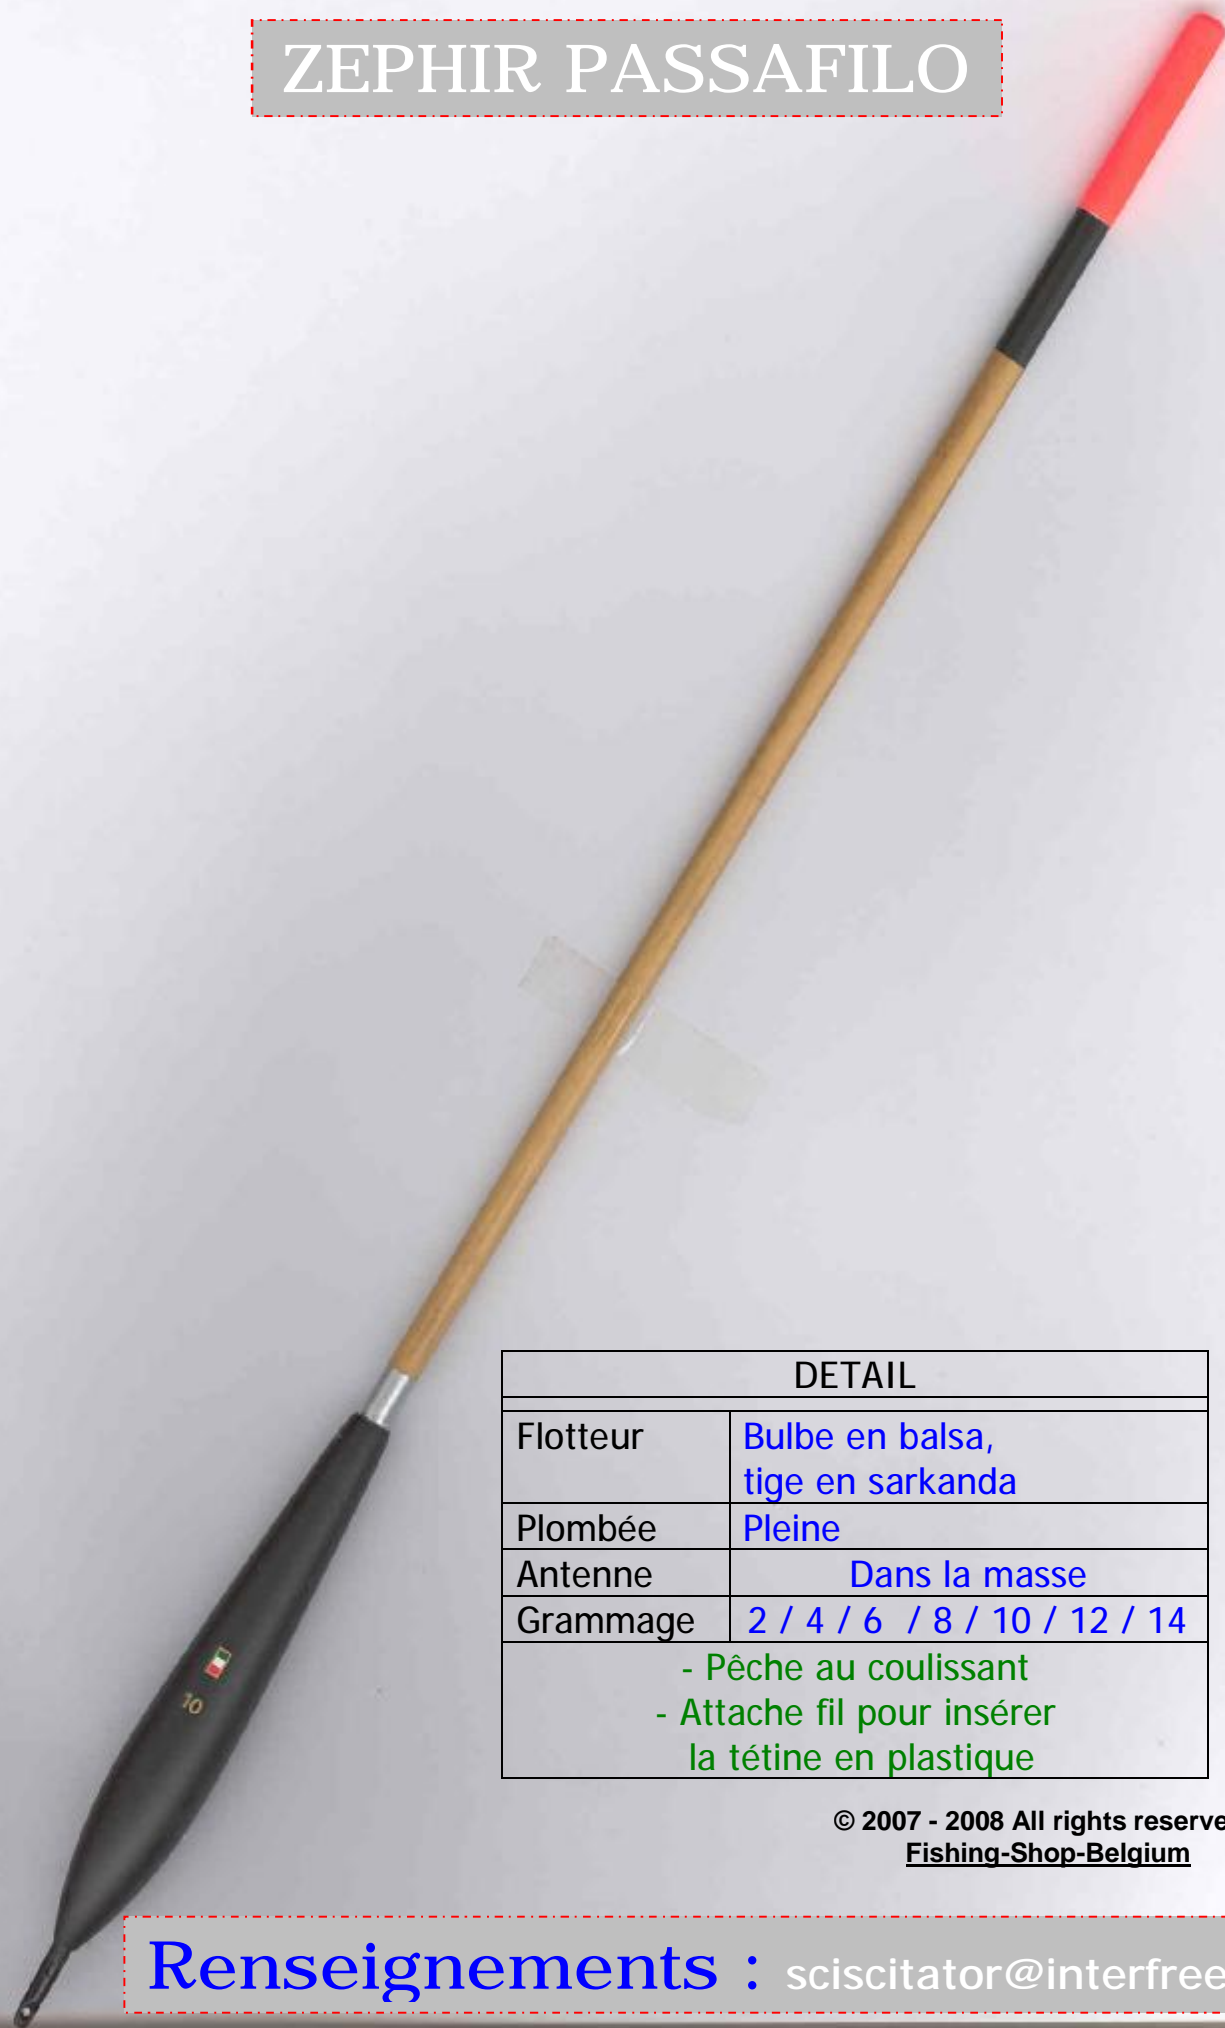 ZEPHIR PASSAFILO
10
DETAIL
Flotteur Bulbe en balsa,
tige en sarkanda
Plombée Pleine
Antenne Dans la masse
Grammage 2 / 4 / 6 / 8 / 10 / 12 / 14
- Pêche au coulissant
- Attache fil pour insérer
la tétine en plastique
© 2007 - 2008 All rights reserve
Fishing-Shop-Belgium
Renseignements : sciscitator@interfree